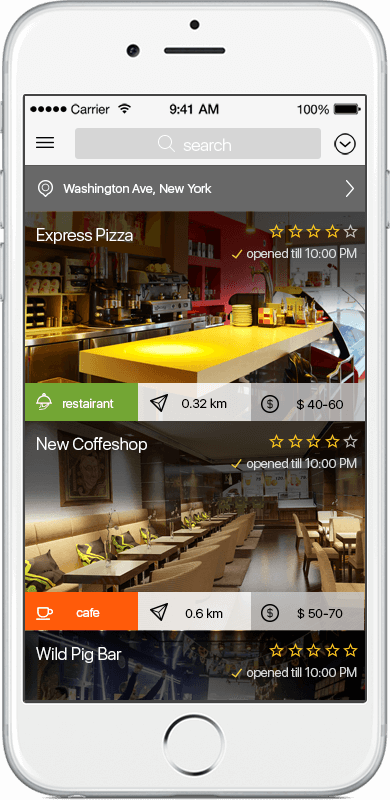 Carrier 9:41 AM 100%
search
Washington Ave, New York
Express Pizza
opened till 10:00 PM
restairant 0.32 km $ 40-60
New Coffeshop
opened till 10:00 PM
cafe 0.6 km $ 50-70
Wild Pig Bar
opened till 10:00 PM